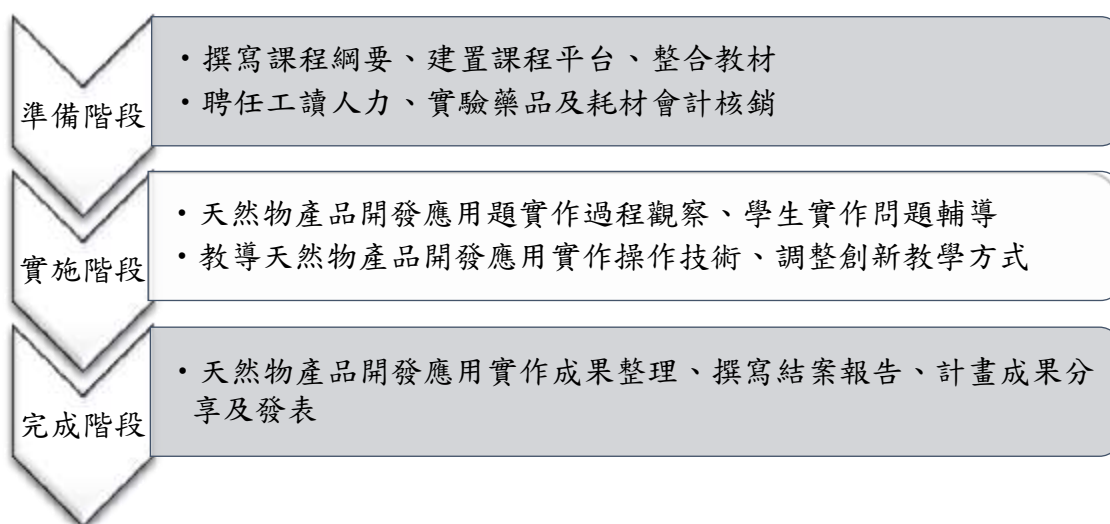 準備階段
・撰寫課程綱要、建置課程平台、整合教材
・聘任工讀人力、實驗藥品及耗材會計核銷
實施階段
・天然物產品開發應用題實作過程觀察、學生實作問題輔導
・教導天然物產品開發應用實作操作技術、調整創新教學方式
完成階段
・天然物產品開發應用實作成果整理、撰寫結案報告、計畫成果分
享及發表